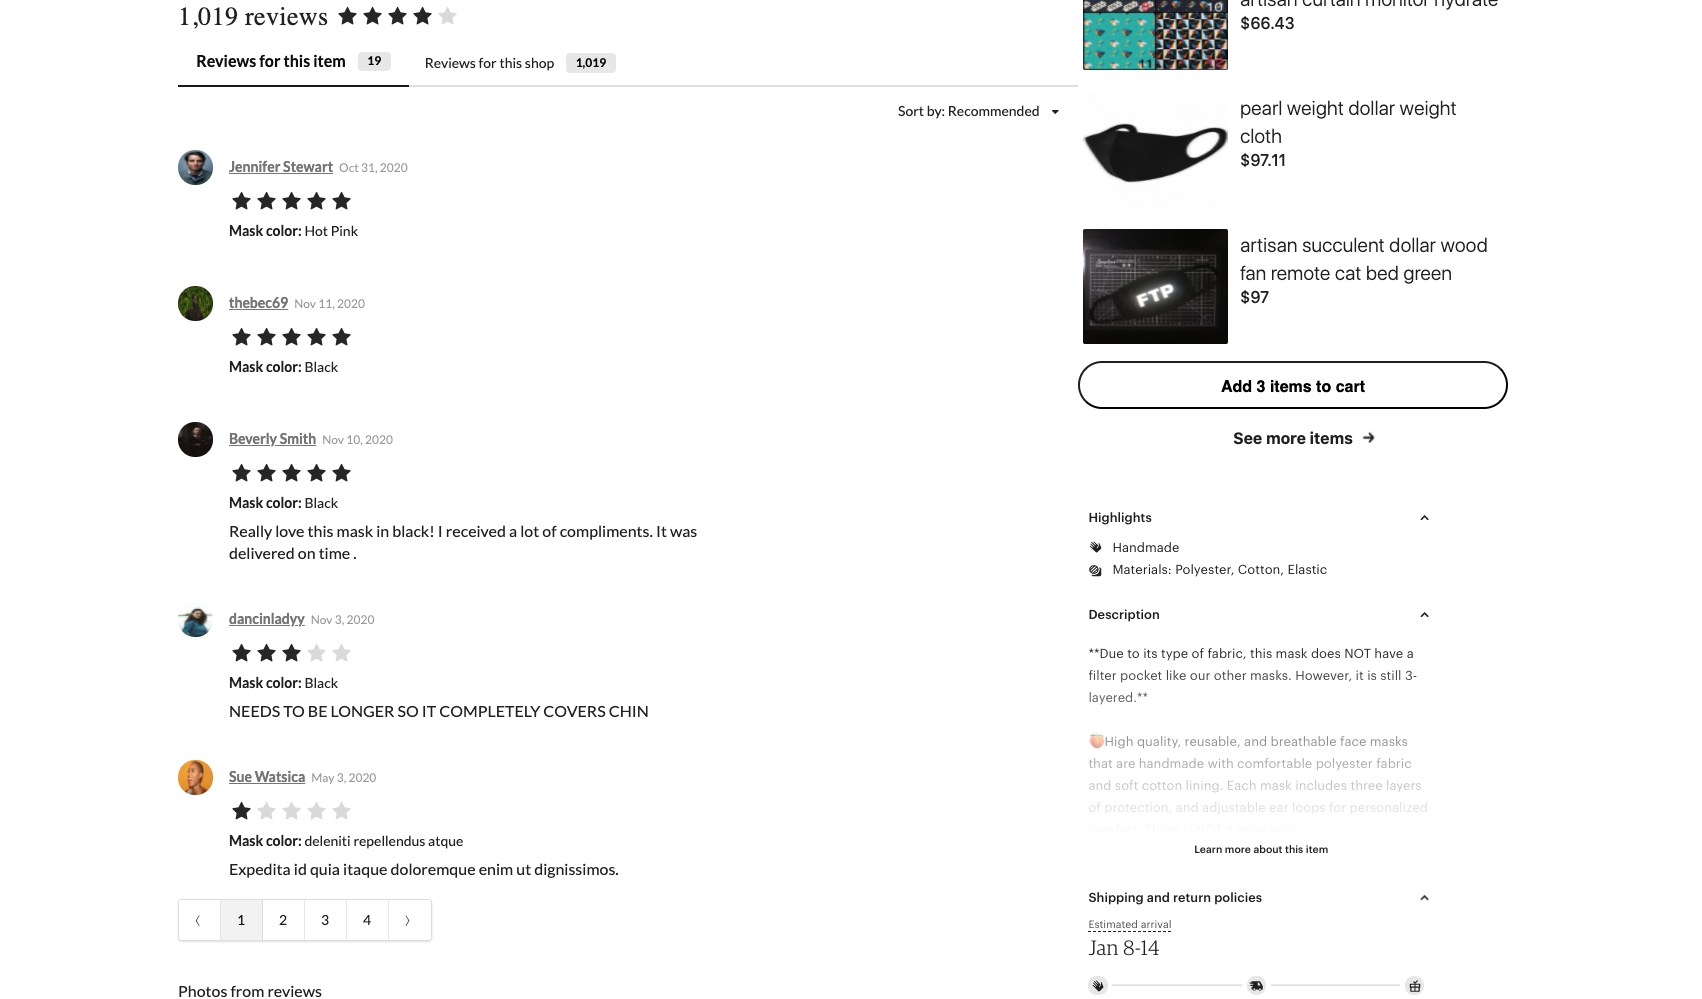 1,019 reviews
Reviews for this item 19
Reviews for this shop 1,019
Sort by: Recommended
Jennifer Stewart Oct 31, 2020
Mask color: Hot Pink
thebec69 Nov 11, 2020
Mask color: Black
Beverly Smith Nov 10, 2020
Mask color: Black
Really love this mask in black! I received a lot of compliments. It was
delivered on time .
dancinladyy Nov 3, 2020
Mask color: Black
NEEDS TO BE LONGER SO IT COMPLETELY COVERS CHIN
Sue Watsica May 3, 2020
Mask color: deleniti repellendus atque
Expedita id quia itaque doloremque enim ut dignissimos.
1 2 3 4
Photos from reviews
artisan curtain monitor hydrate
$66.43
10
11
pearl weight dollar weight
cloth
$97.11
artisan succulent dollar wood
fan remote cat bed green
$97
FTP
Add 3 items to cart
See more items
Highlights
Handmade
Materials: Polyester, Cotton, Elastic
Description
**Due to its type of fabric, this mask does NOT have a
filter pocket like our other masks. However, it is still 3-
layered.**
🍑High quality, reusable, and breathable face masks
that are handmade with comfortable polyester fabric
and soft cotton lining. Each mask includes three layers
of protection, and adjustable ear loops for personalized
Learn more about this item
Shipping and return policies
Estimated arrival
Jan 8-14